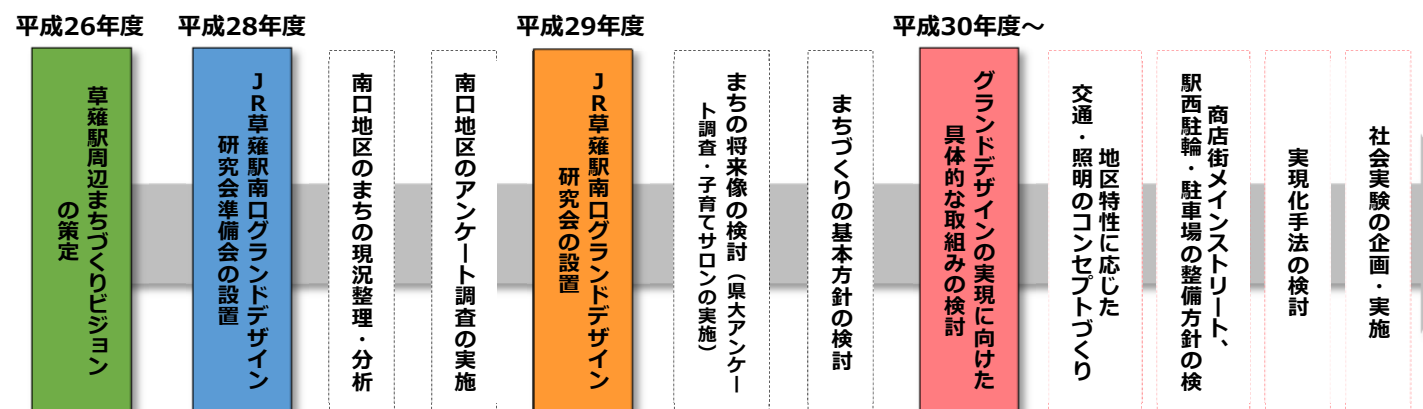 平成26年度
平成28年度
平成29年度
平成30年度～
草薙駅周辺まちづくりビジョン
の策定
ＪＲ草薙駅南口グランドデザイン
研究会準備会の設置
南口地区のまちの現況整理・分析
南口地区のアンケート調査の実施
ＪＲ草薙駅南口グランドデザイン
研究会の設置
まちの将来像の検討（県大アンケー
ト調査・子育てサロンの実施）
まちづくりの基本方針の検討
グランドデザインの実現に向けた
具体的な取組みの検討
地区特性に応じた
交通・照明のコンセプトづくり
商店街メインストリート、
駅西駐輪・駐車場の整備方針の検
実現化手法の検討
社会実験の企画・実施